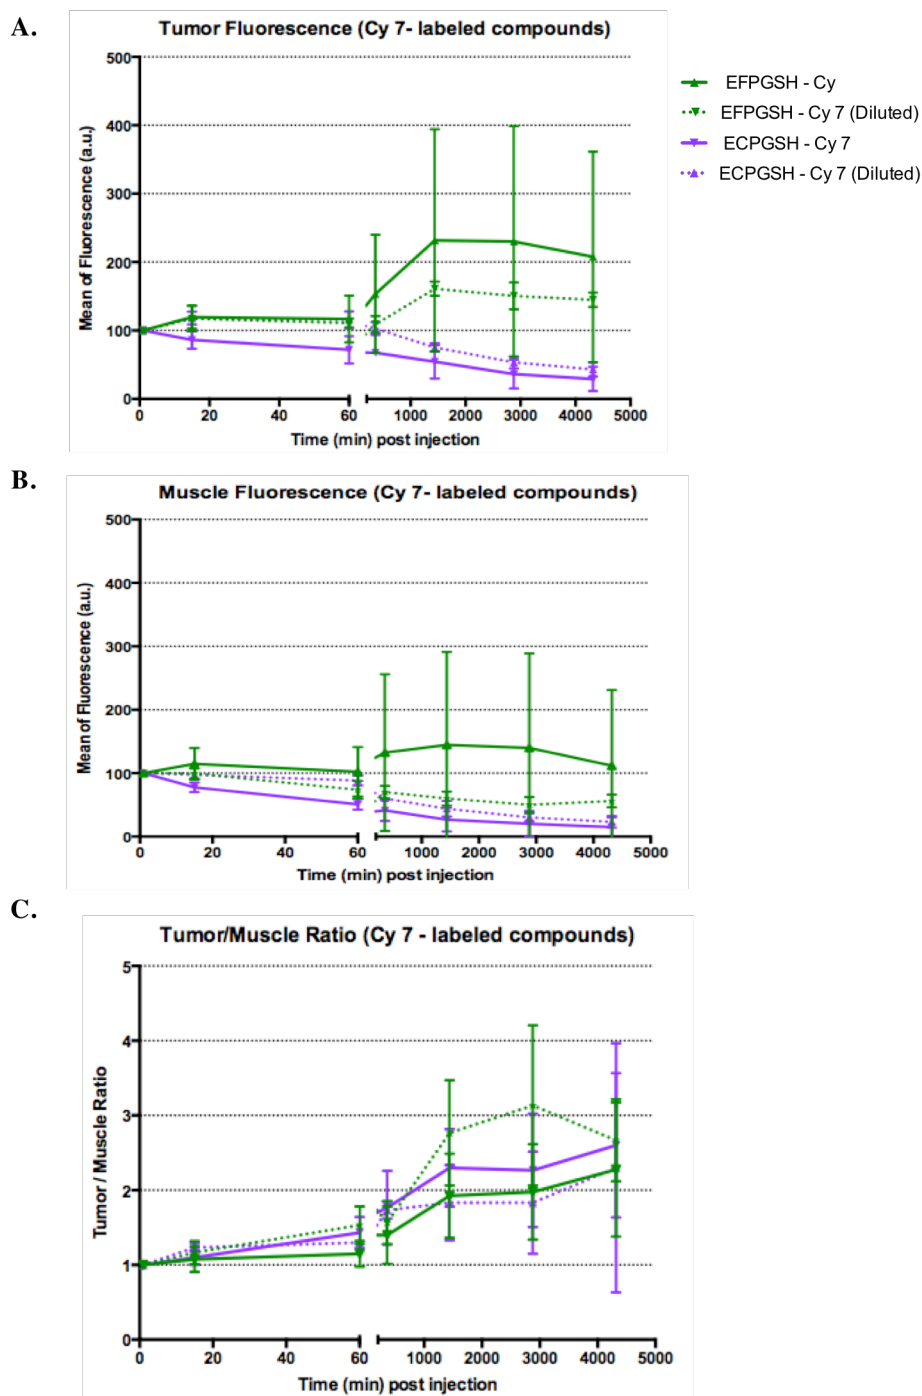 A.
Tumor Fluorescence (Cy 7- labeled compounds)
500
400
300
200
100
0
Mean of Fluorescence (a.u.)
0 20 40 60 1000 2000 3000 4000 5000
Time (min) post injection
EFPGSH - Cy
EFPGSH - Cy 7 (Diluted)
ECPGSH - Cy 7
ECPGSH - Cy 7 (Diluted)
B.
Muscle Fluorescence (Cy 7- labeled compounds)
500
400
300
200
100
0
Mean of Fluorescence (a.u.)
0 20 40 60 1000 2000 3000 4000 5000
Time (min) post injection
C.
Tumor/Muscle Ratio (Cy 7 - labeled compounds)
5
4
3
2
1
0
Tumor / Muscle Ratio
0 20 40 60 1000 2000 3000 4000 5000
Time (min) post injection